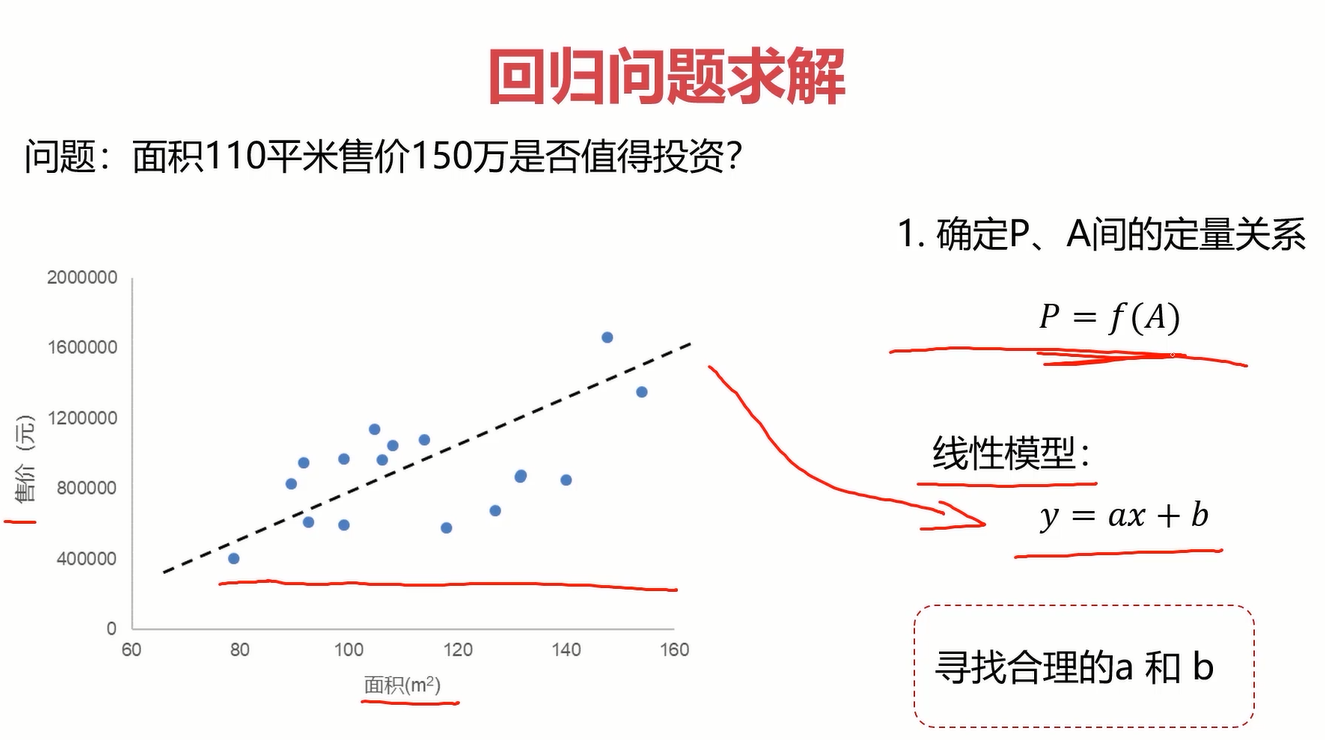 回归问题求解
问题：面积110平米售价150万是否值得投资？
1. 确定P、A间的定量关系
P = f(A)
线性模型：
y = ax + b
寻找合理的a 和 b
2000000
1600000
1200000
800000
400000
0
售价（元）
60 80 100 120 140 160
面积(m²)